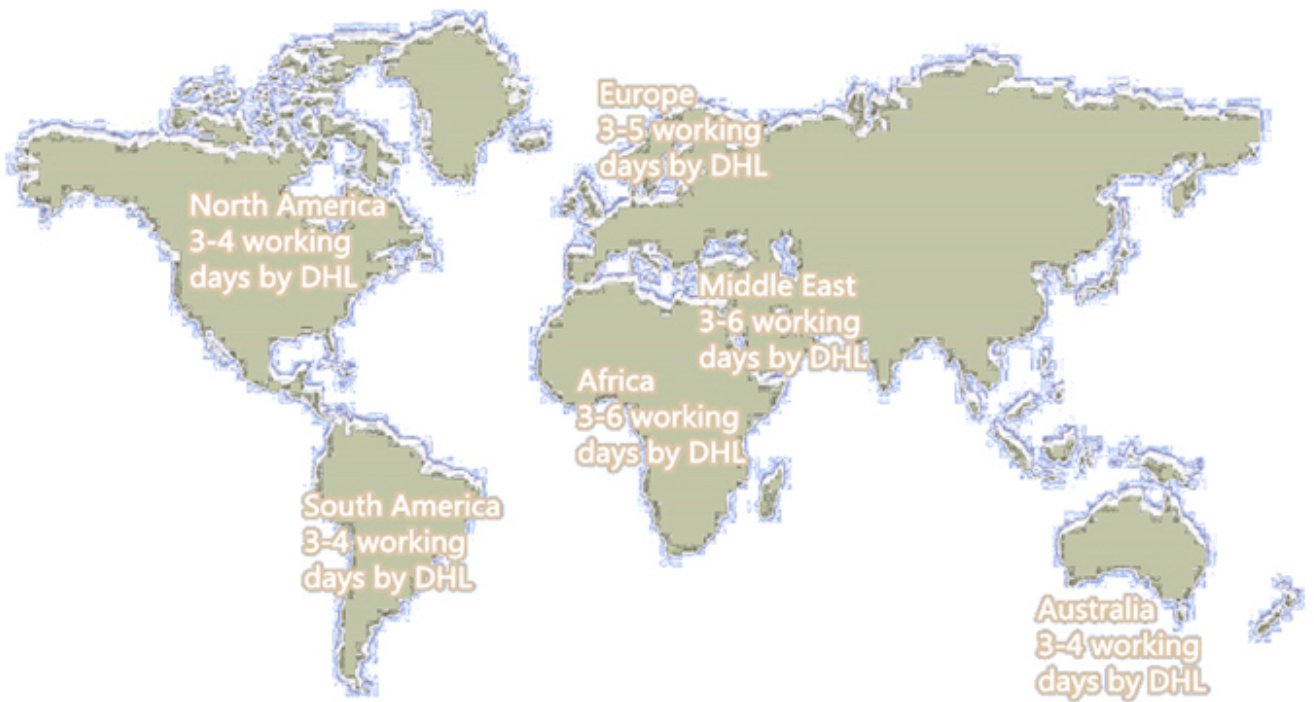 Europe
3-5 working
days by DHL
North America
3-4 working
days by DHL
Middle East
3-6 working
days by DHL
Africa
3-6 working
days by DHL
South America
3-4 working
days by DHL
Australia
3-4 working
days by DHL